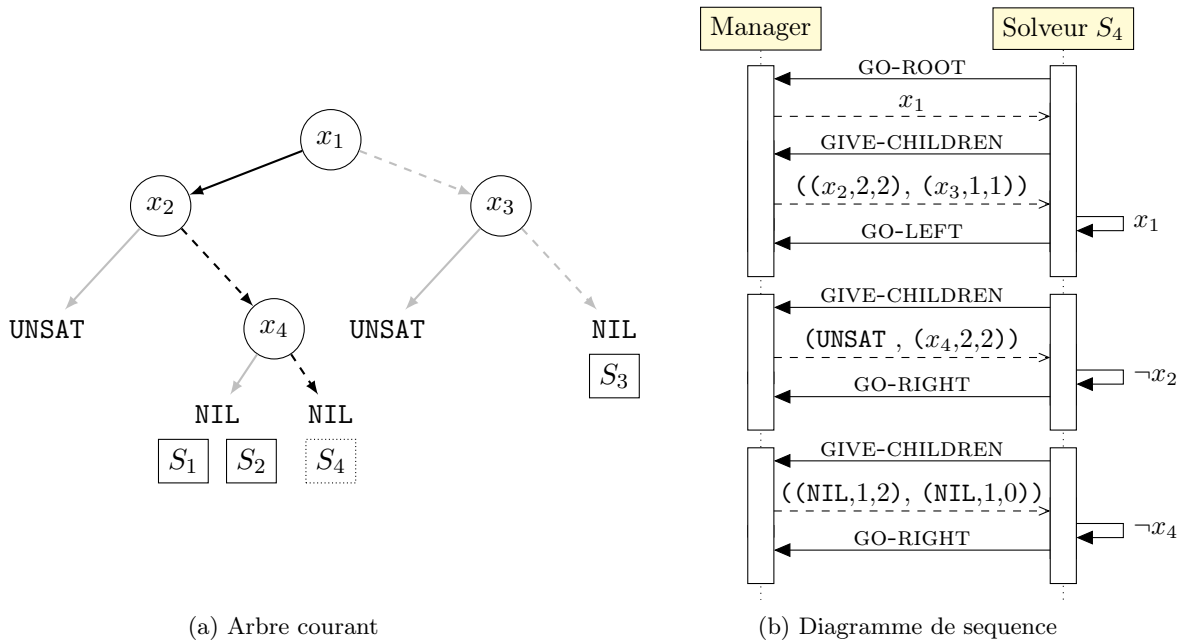 x₁
x₂
x₃
UNSAT
x₄
UNSAT
NIL
S₃
NIL
NIL
S₁
S₂
S₄
(a) Arbre courant
Manager
Solveur S₄
GO-ROOT
x₁
GIVE-CHILDREN
((x₂,2,2), (x₃,1,1))
x₁
GO-LEFT
GIVE-CHILDREN
(UNSAT , (x₄,2,2))
¬x₂
GO-RIGHT
GIVE-CHILDREN
((NIL,1,2), (NIL,1,0))
¬x₄
GO-RIGHT
(b) Diagramme de sequence